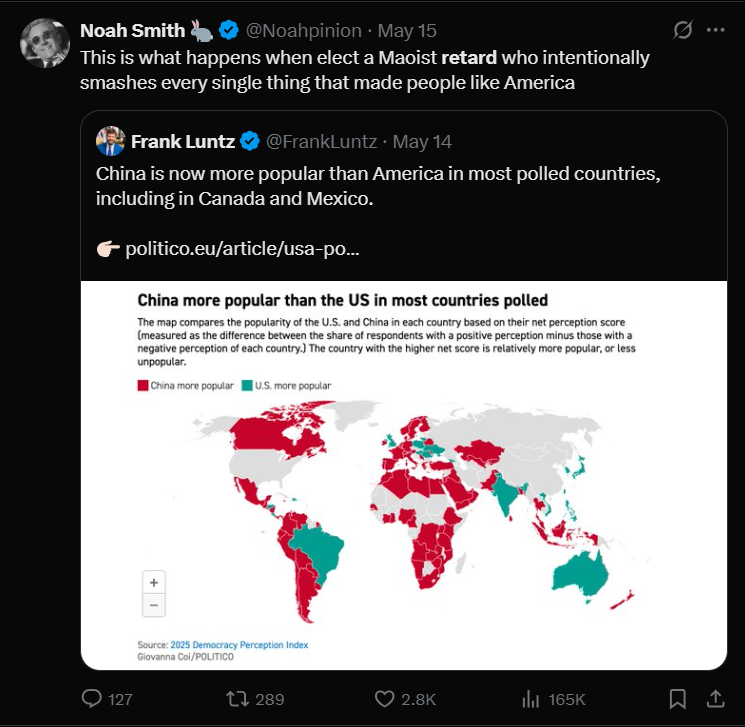 Noah Smith 🐇 @Noahpinion · May 15
This is what happens when elect a Maoist retard who intentionally
smashes every single thing that made people like America
Frank Luntz @FrankLuntz · May 14
China is now more popular than America in most polled countries,
including in Canada and Mexico.
👉🏻 politico.eu/article/usa-po...
China more popular than the US in most countries polled
The map compares the popularity of the U.S. and China in each country based on their net perception score
(measured as the difference between the share of respondents with a positive perception minus those with a
negative perception of each country.) The country with the higher net score is relatively more popular, or less
unpopular.
China more popular U.S. more popular
+
−
Source: 2025 Democracy Perception Index
Giovanna Coi/POLITICO
127 289 2.8K 165K